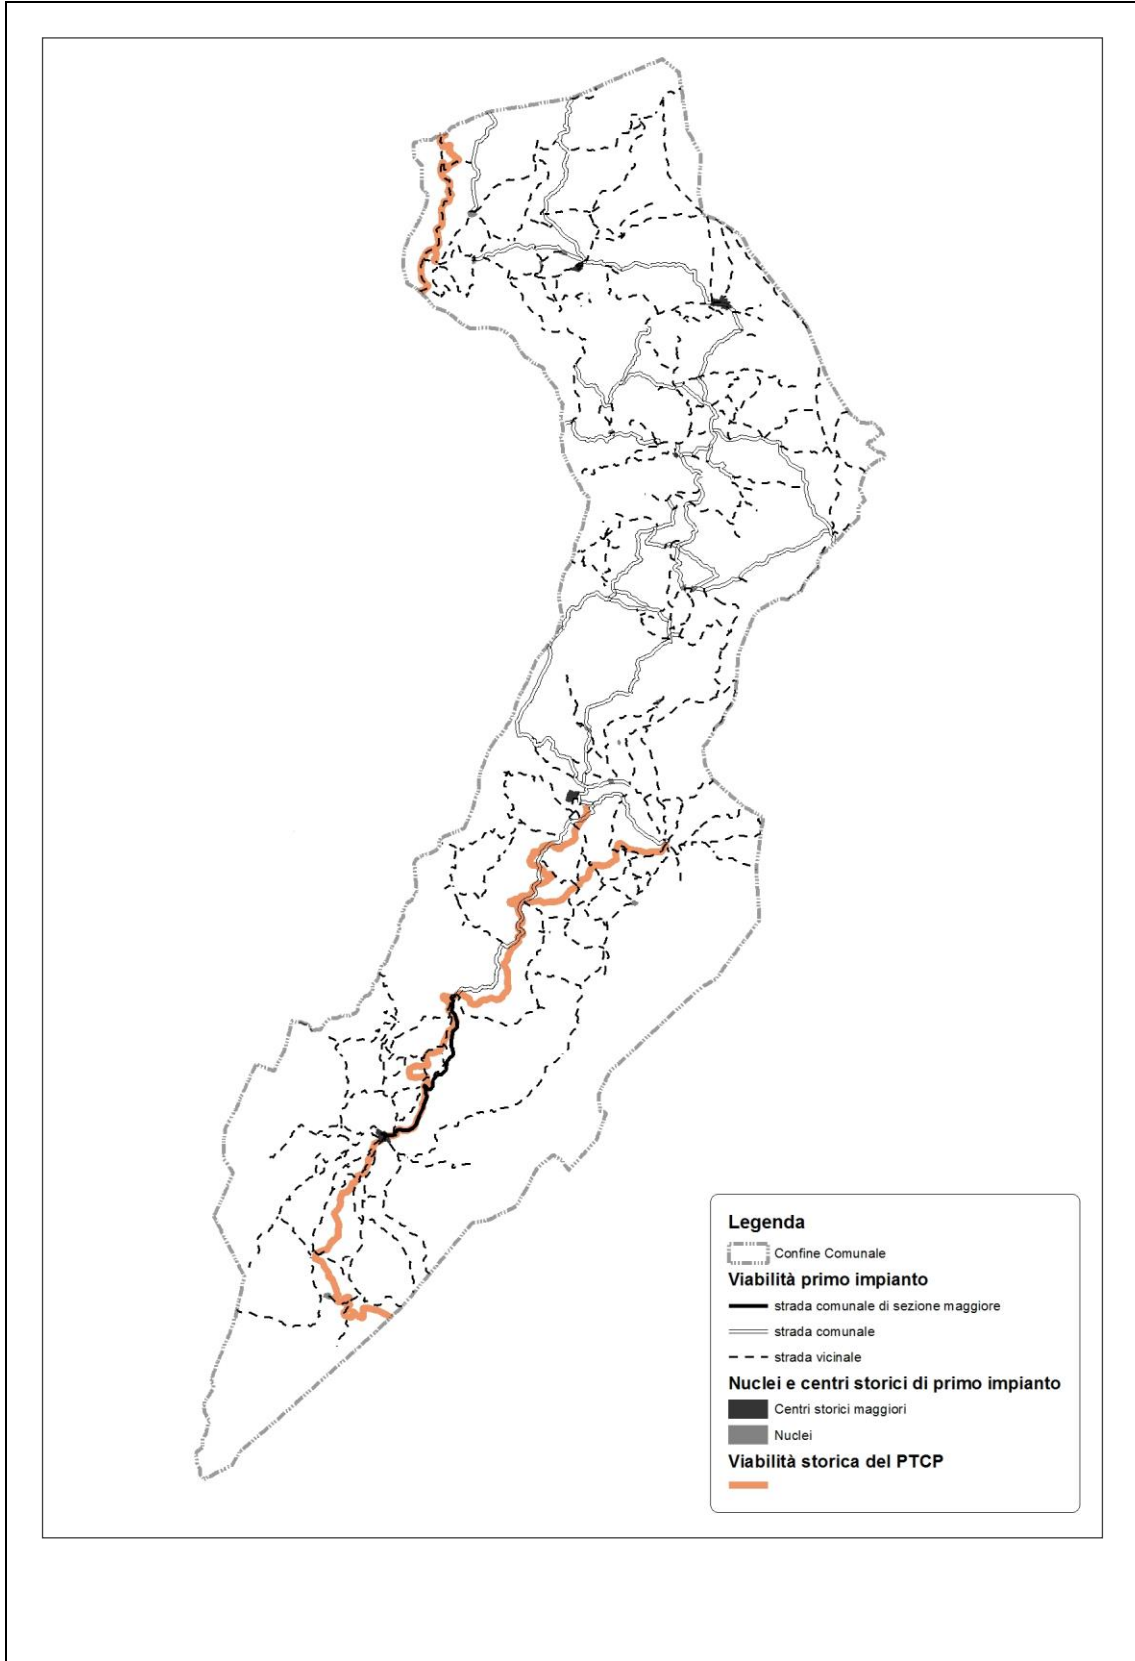 Legenda
Confine Comunale
Viabilità primo impianto
strada comunale di sezione maggiore
strada comunale
strada vicinale
Nuclei e centri storici di primo impianto
Centri storici maggiori
Nuclei
Viabilità storica del PTCP